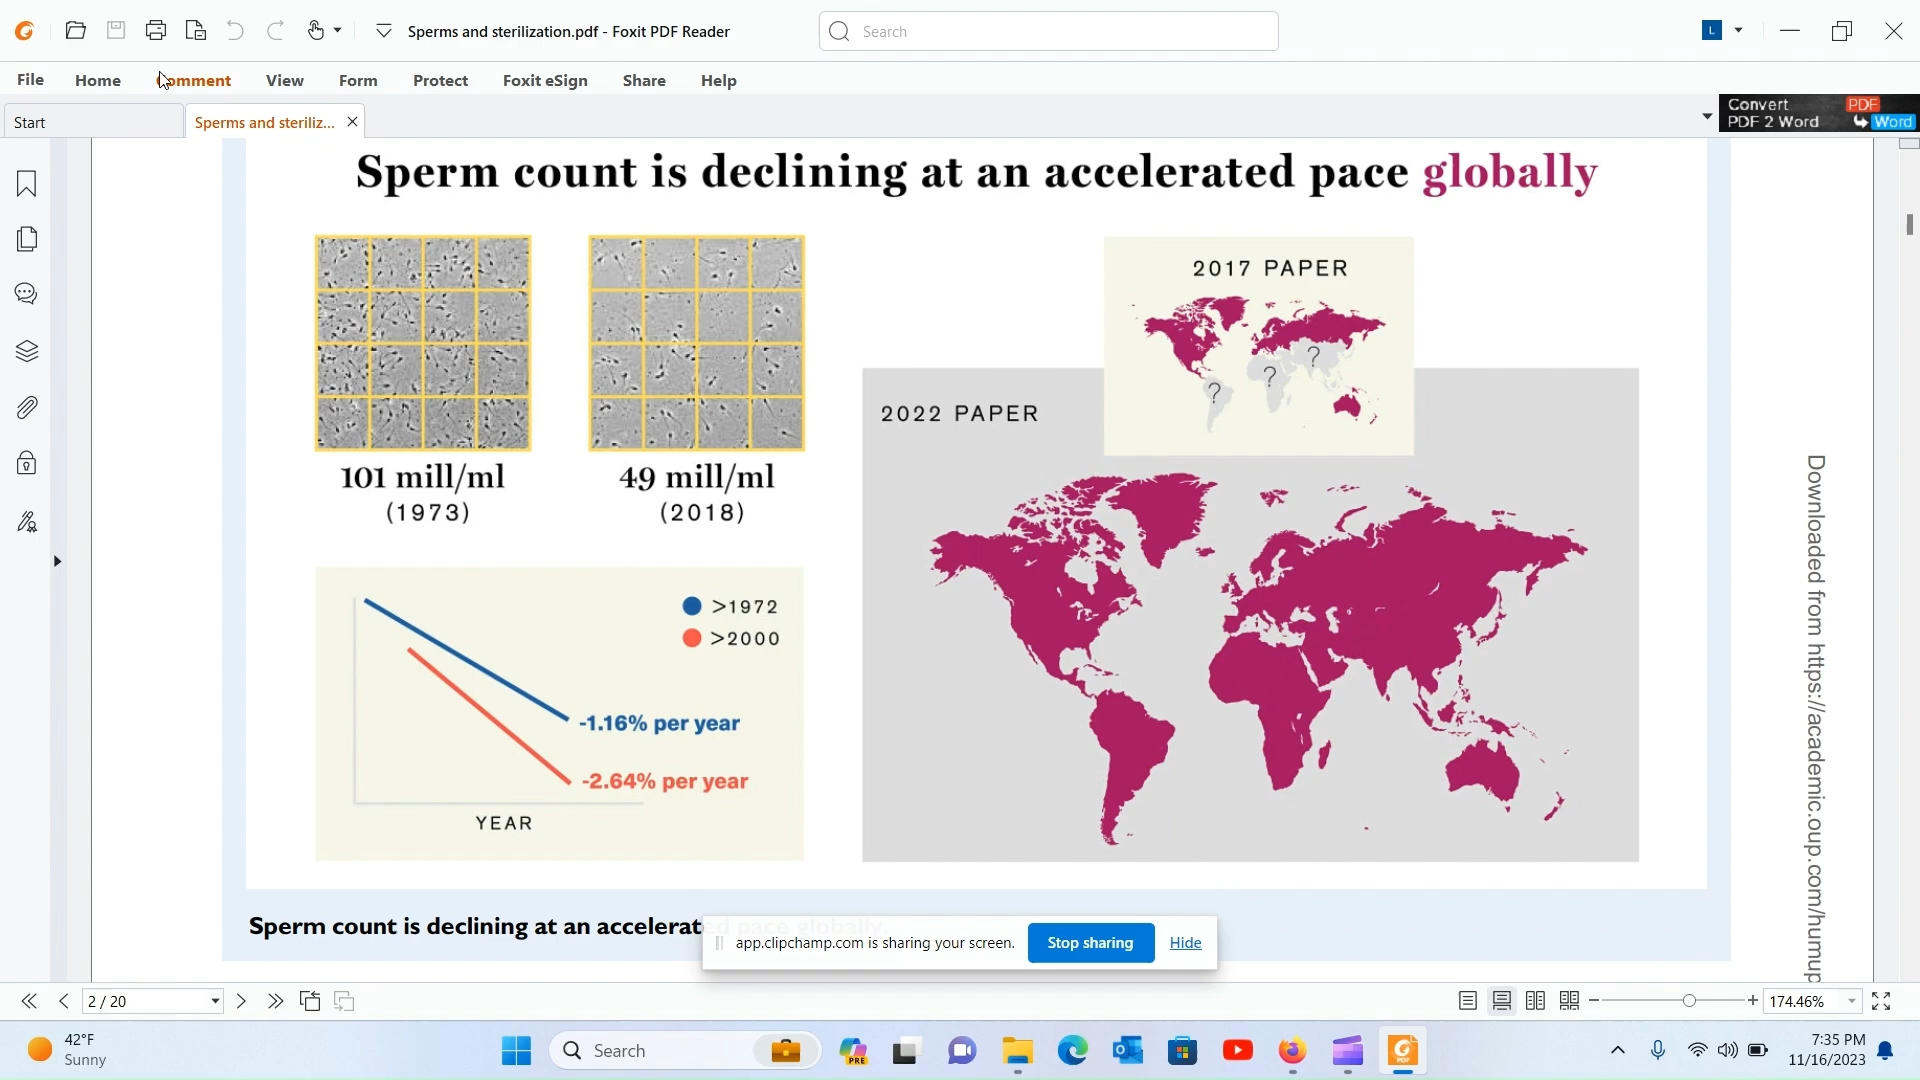 Sperms and sterilization.pdf - Foxit PDF Reader
Search
L
File Home Comment View Form Protect Foxit eSign Share Help
Start
Sperms and steriliz...
Convert PDF
PDF 2 Word Word
Sperm count is declining at an accelerated pace globally
101 mill/ml
(1973)
49 mill/ml
(2018)
2017 PAPER
?
?
?
2022 PAPER
>1972
>2000
-1.16% per year
-2.64% per year
YEAR
Sperm count is declining at an accelerated pace globally.
Downloaded from https://academic.oup.com/humup
app.clipchamp.com is sharing your screen.
Stop sharing
Hide
2 / 20
174.46%
42°F
Sunny
Search
PRE
PDF
7:35 PM
11/16/2023